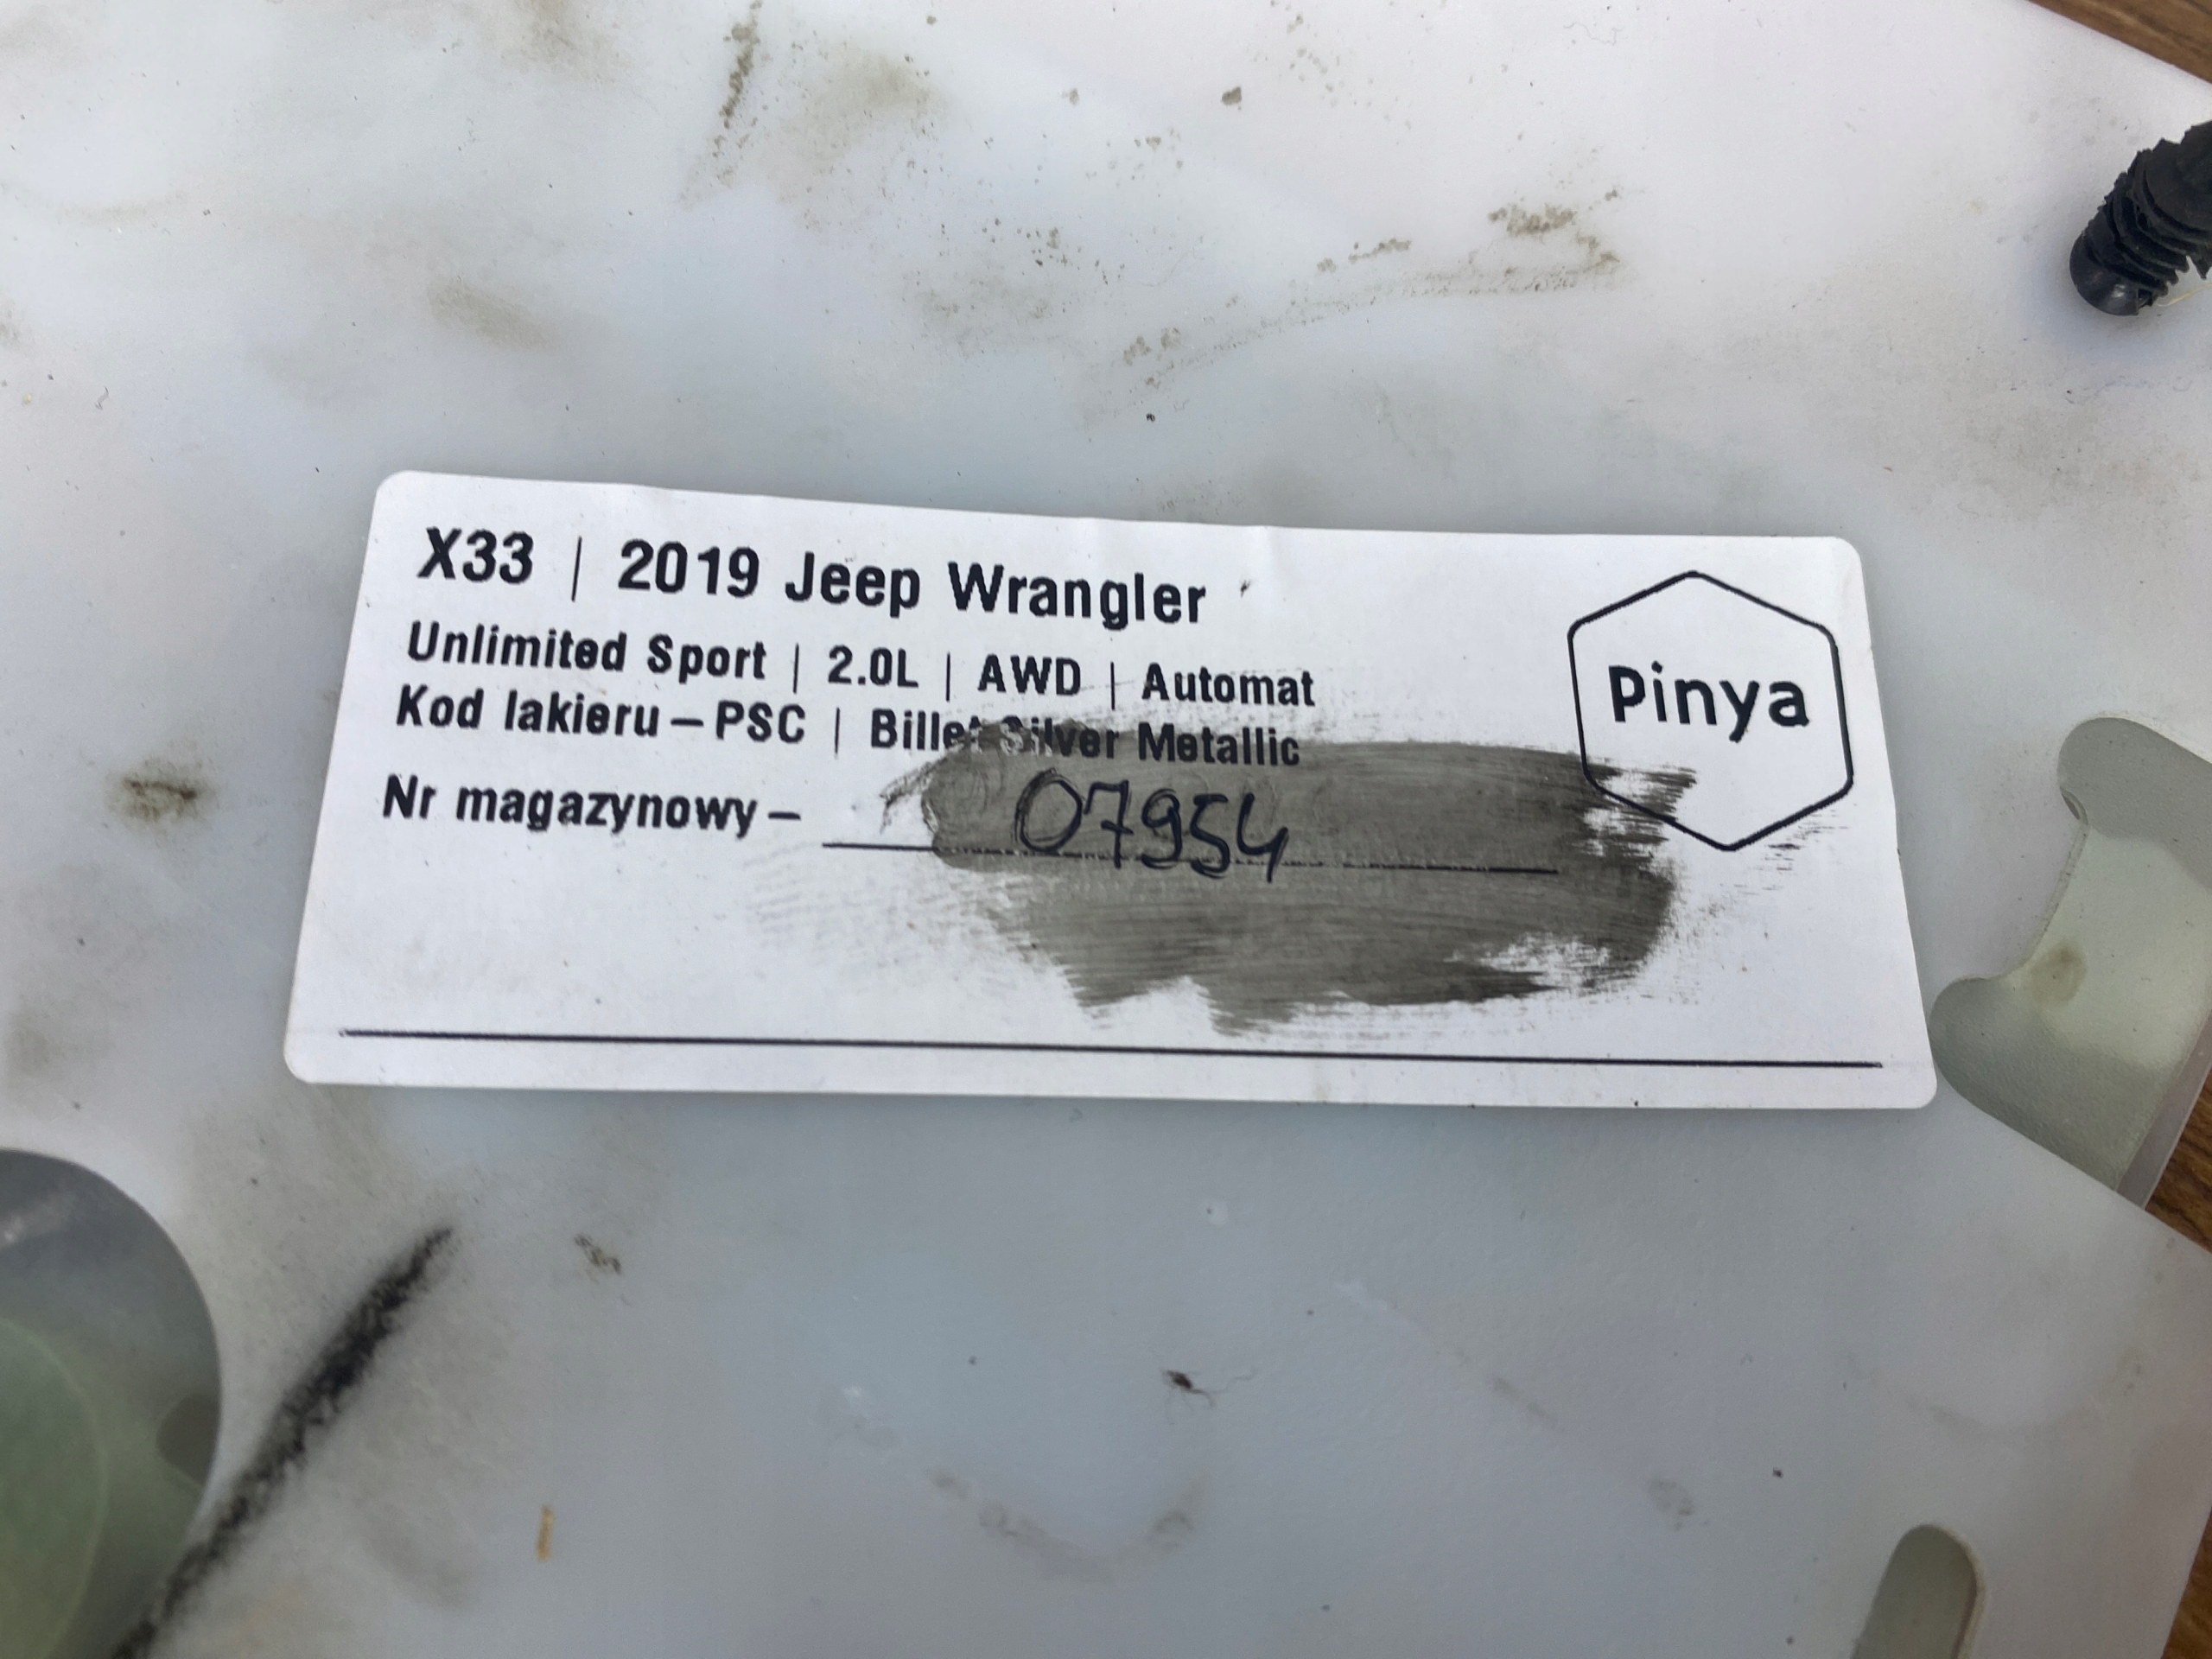 X33 | 2019 Jeep Wrangler
Unlimited Sport | 2.0L | AWD | Automat
Kod lakieru – PSC | Billet Silver Metallic
Nr magazynowy – 07954
Pinya